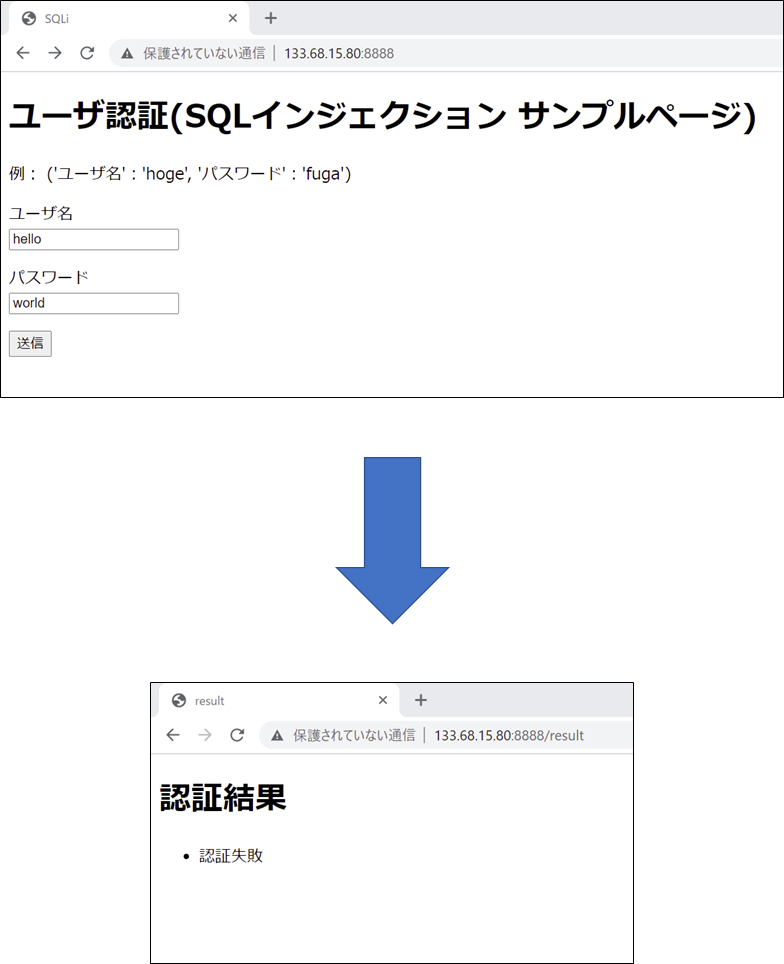 SQLi
保護されていない通信 133.68.15.80:8888
ユーザ認証(SQLインジェクション サンプルページ)
例： ('ユーザ名' : 'hoge', 'パスワード' : 'fuga')
ユーザ名
hello
パスワード
world
送信
result
保護されていない通信 133.68.15.80:8888/result
認証結果
• 認証失敗